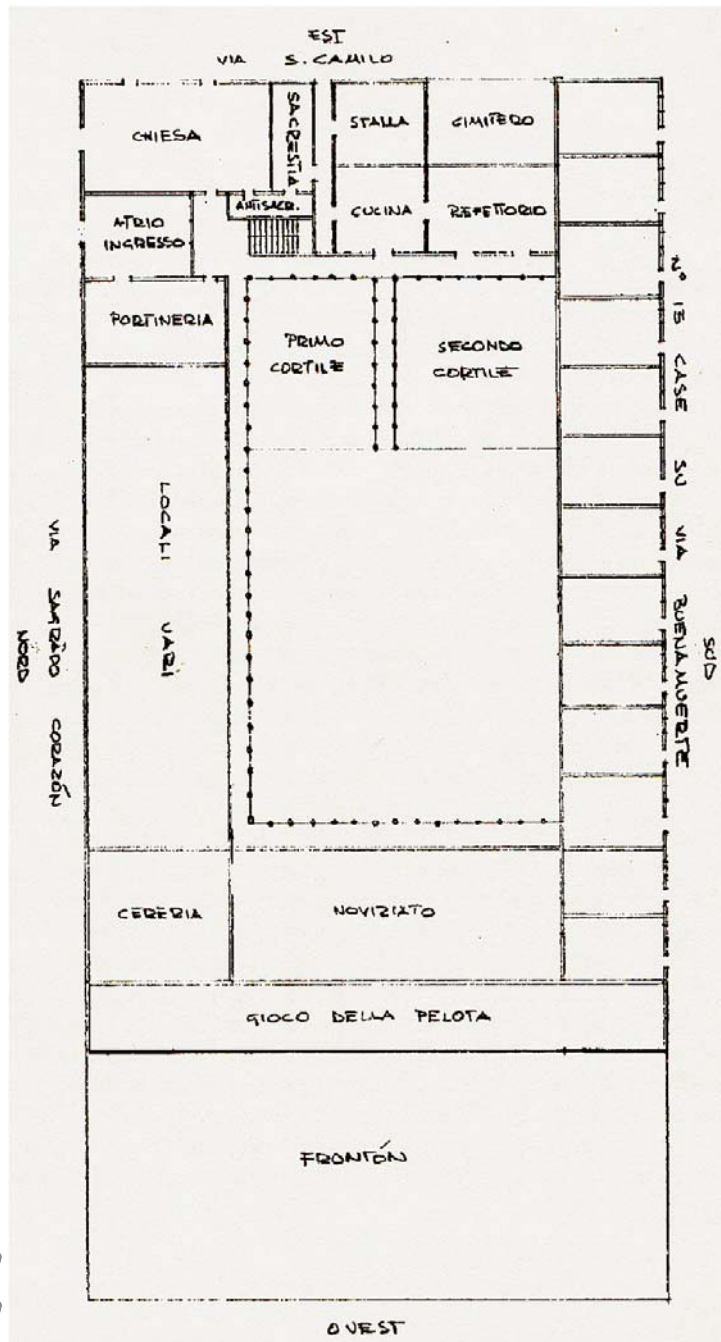 EST
VIA S. CAMILO
CHIESA
SACRESTIA
STALLA
CIMITERO
ANTISACR.
ATRIO
INGRESSO
CUCINA
REFETTORIO
PORTINERIA
PRIMO
CORTILE
SECONDO
CORTILE
N° 13 CASE SU VIA BUENAMUERTE
SUD
LOCALI VARI
VIA SAGRADO CORAZÓN
NORD
CERERIA
NOVIZIATO
GIOCO DELLA PELOTA
FRONTÓN
OVEST